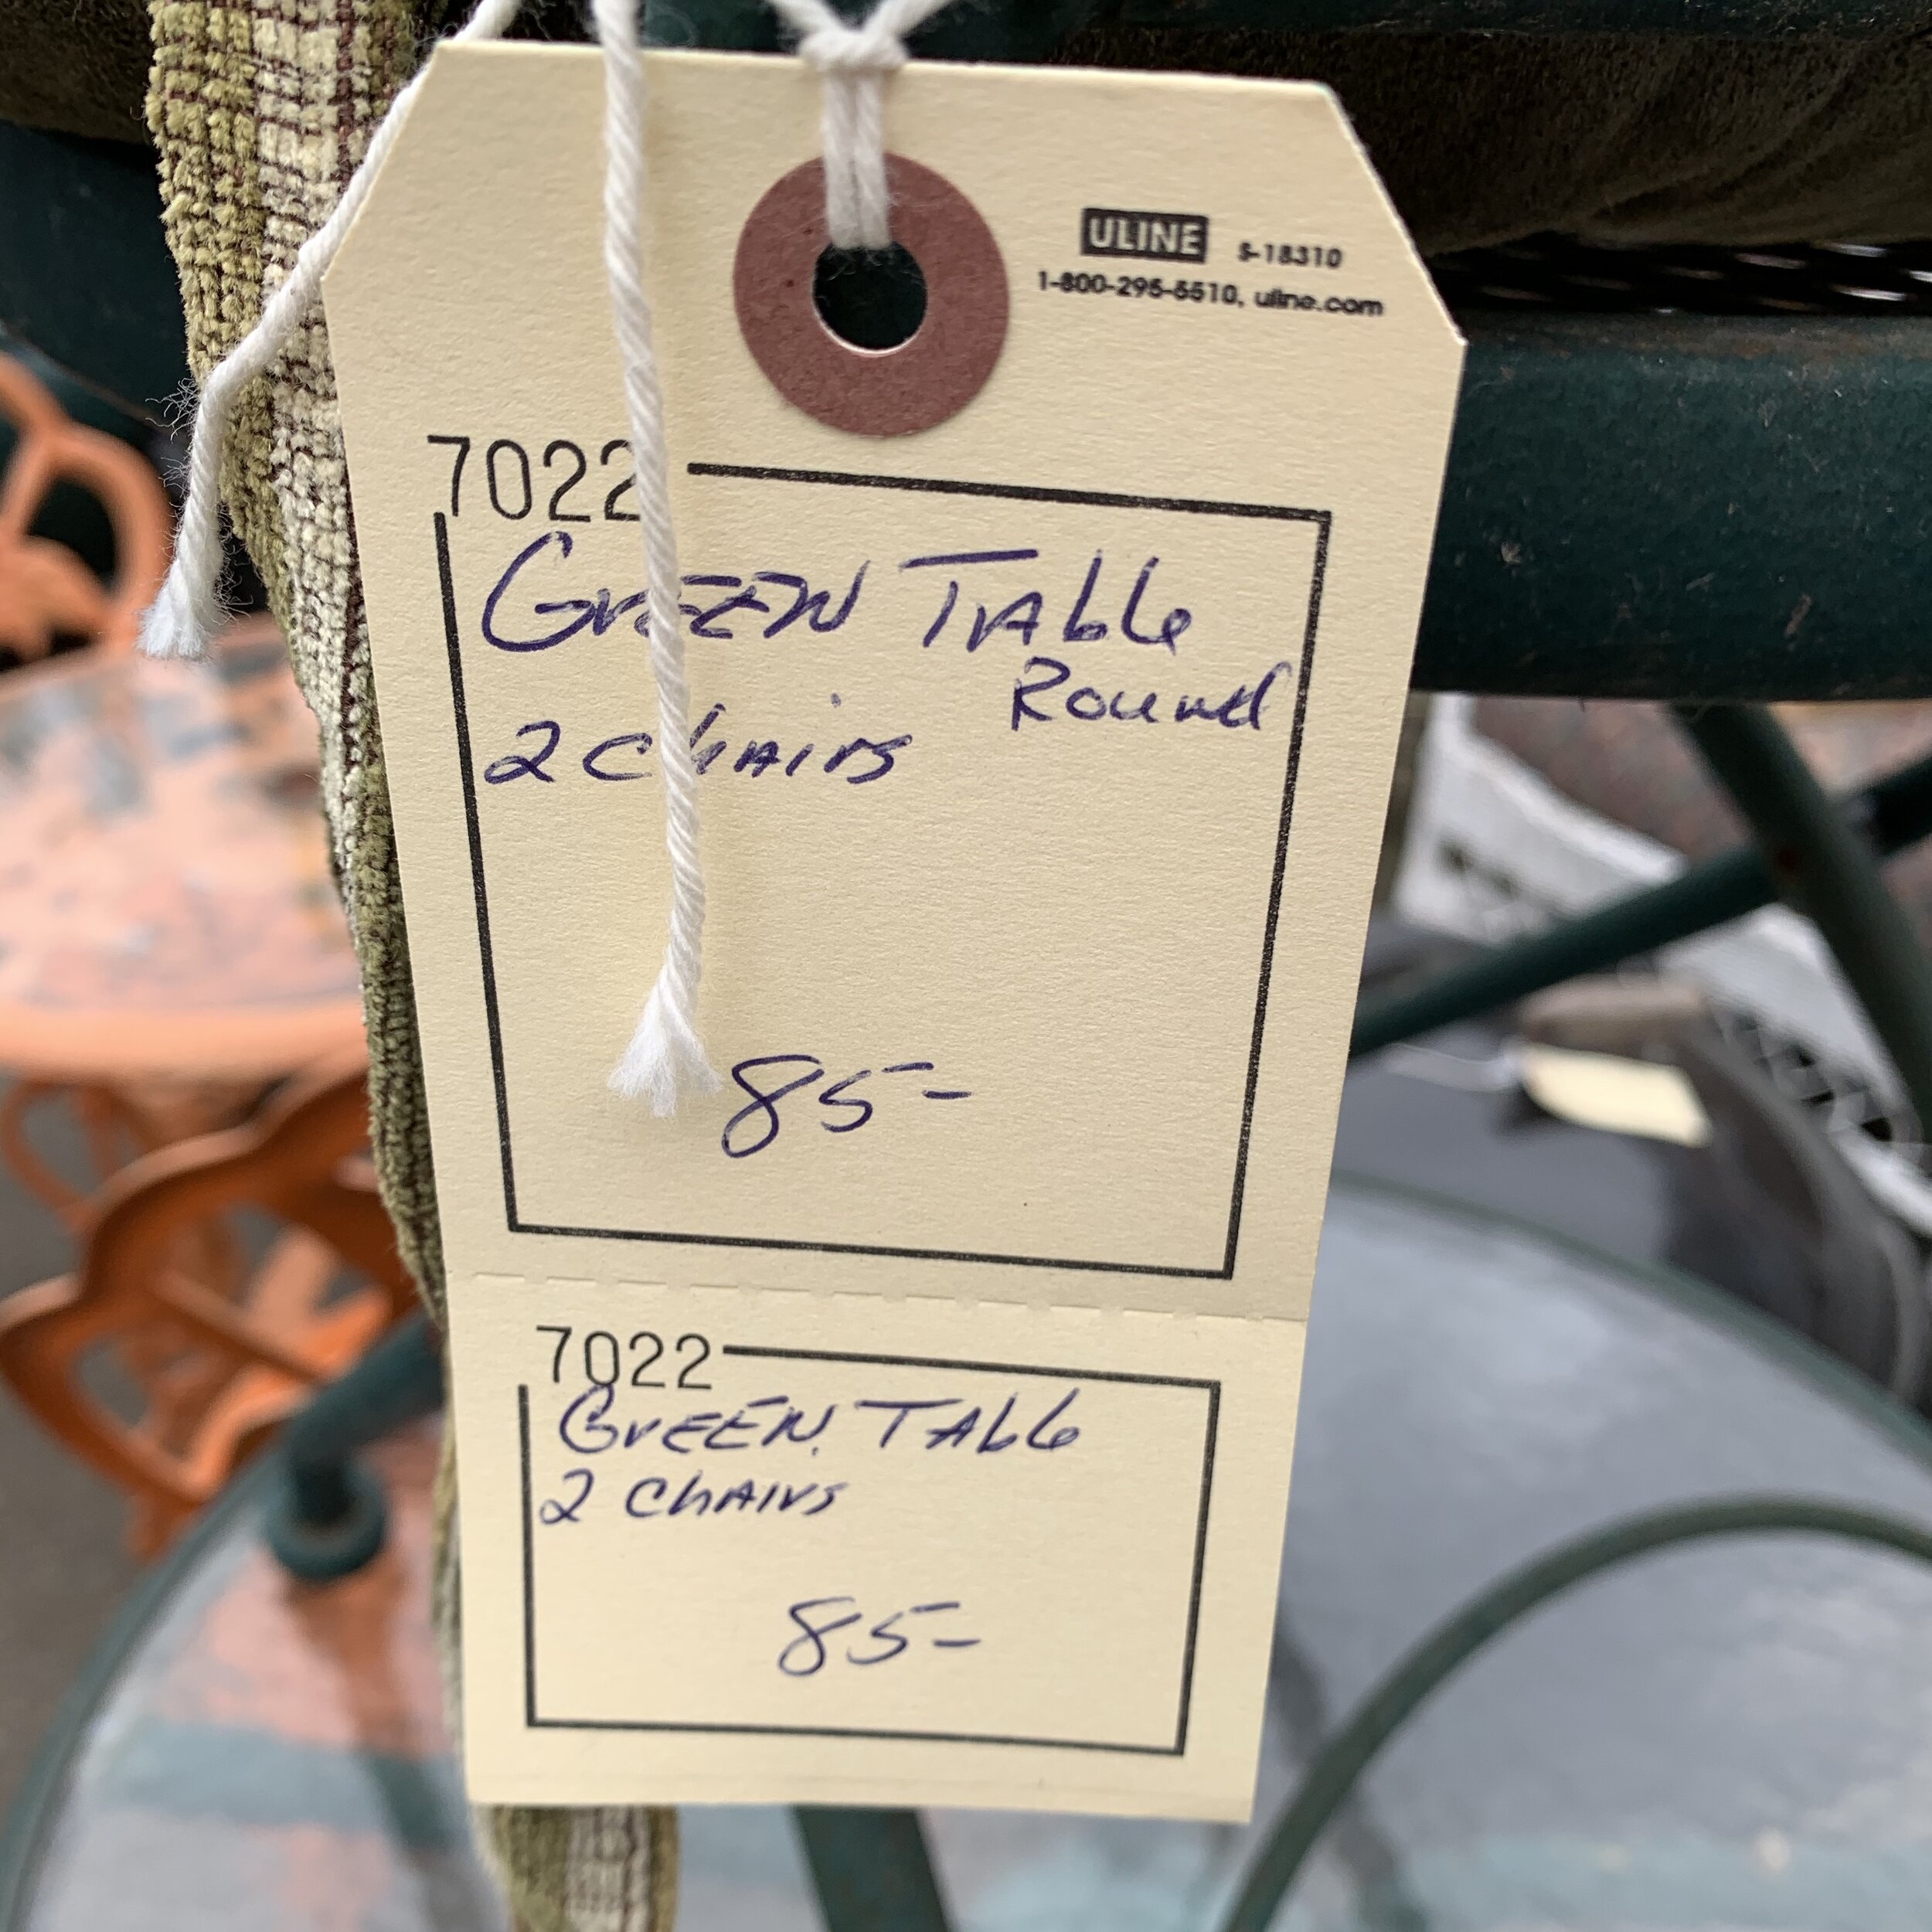 ULINE S-18310
1-800-295-5510, uline.com
7022
GrEEN TAble
Round
2 chAirs
85-
7022
GrEEN TAble
2 chAirs
85-